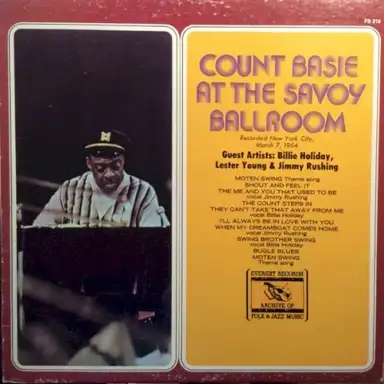 FS 318
COUNT BASIE
AT THE SAVOY
BALLROOM
Recorded New York City,
March 7, 1964
Guest Artists: Billie Holiday,
Lester Young & Jimmy Rushing
MOTEN SWING Theme song
SHOUT AND FEEL IT
THE ME AND YOU THAT USED TO BE
vocal Jimmy Rushing
THE COUNT STEPS IN
THEY CAN'T TAKE THAT AWAY FROM ME
vocal Billie Holiday
I'LL ALWAYS BE IN LOVE WITH YOU
WHEN MY DREAMBOAT COMES HOME
vocal Jimmy Rushing
SWING BROTHER SWING
vocal Billie Holiday
BUGLE BLUES
MOTEN SWING
Theme song
EVEREST RECORDS
ARCHIVE OF
FOLK & JAZZ MUSIC